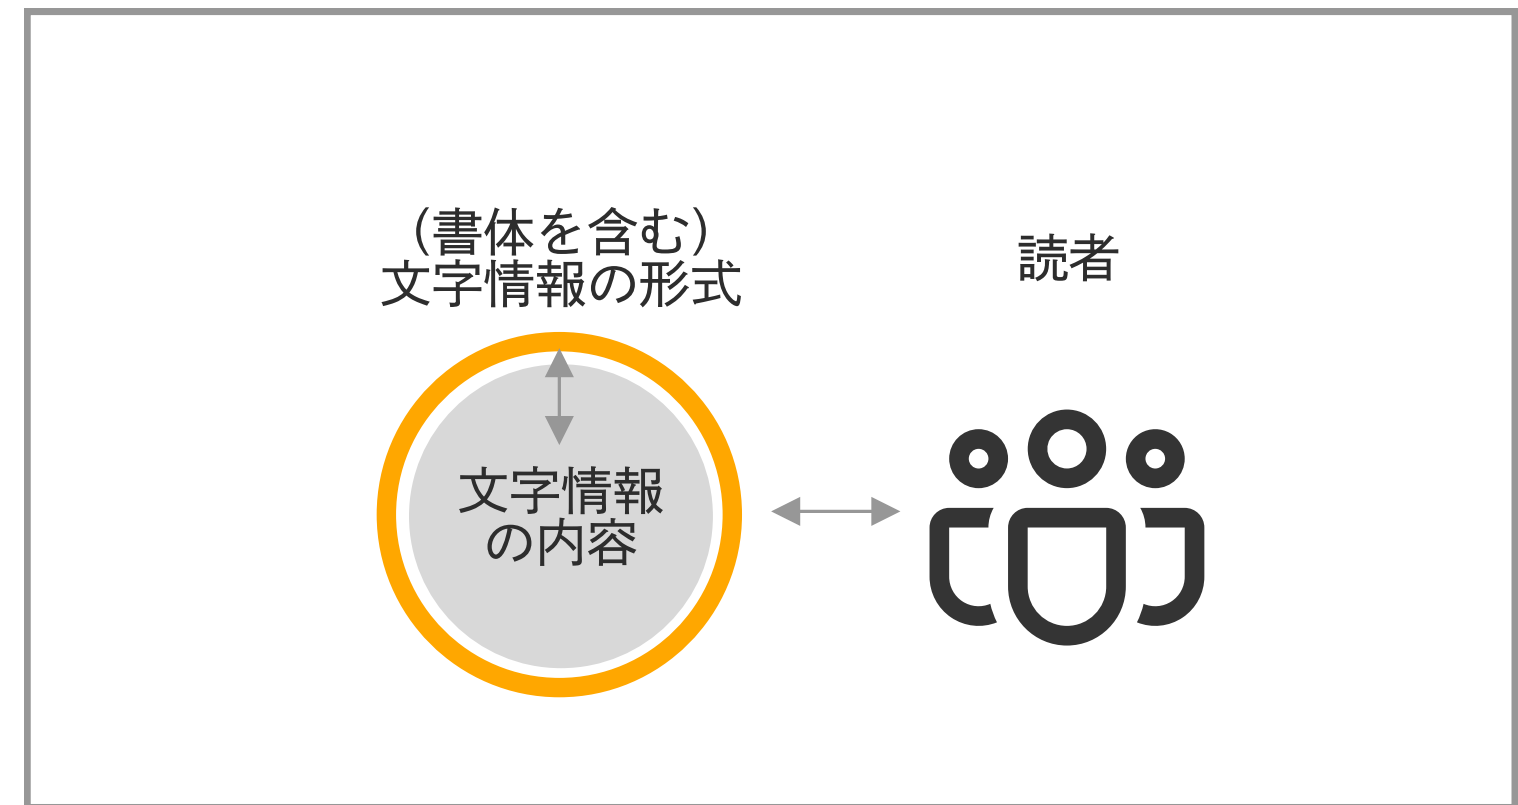 （書体を含む）
文字情報の形式
読者
文字情報
の内容